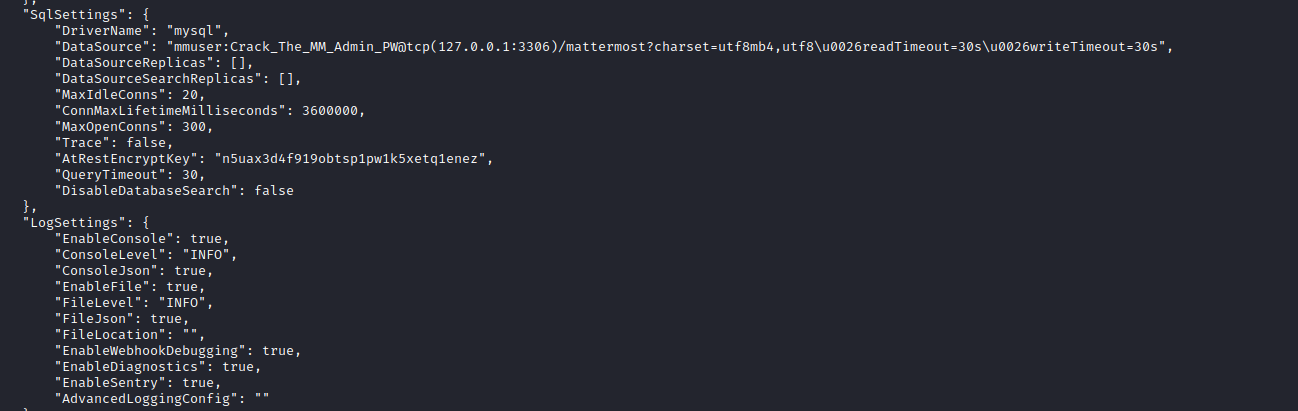 },
"SqlSettings": {
"DriverName": "mysql",
"DataSource": "mmuser:Crack_The_MM_Admin_PW@tcp(127.0.0.1:3306)/mattermost?charset=utf8mb4,utf8\u0026readTimeout=30s\u0026writeTimeout=30s",
"DataSourceReplicas": [],
"DataSourceSearchReplicas": [],
"MaxIdleConns": 20,
"ConnMaxLifetimeMilliseconds": 3600000,
"MaxOpenConns": 300,
"Trace": false,
"AtRestEncryptKey": "n5uax3d4f919obtsp1pw1k5xetq1enez",
"QueryTimeout": 30,
"DisableDatabaseSearch": false
},
"LogSettings": {
"EnableConsole": true,
"ConsoleLevel": "INFO",
"ConsoleJson": true,
"EnableFile": true,
"FileLevel": "INFO",
"FileJson": true,
"FileLocation": "",
"EnableWebhookDebugging": true,
"EnableDiagnostics": true,
"EnableSentry": true,
"AdvancedLoggingConfig": ""